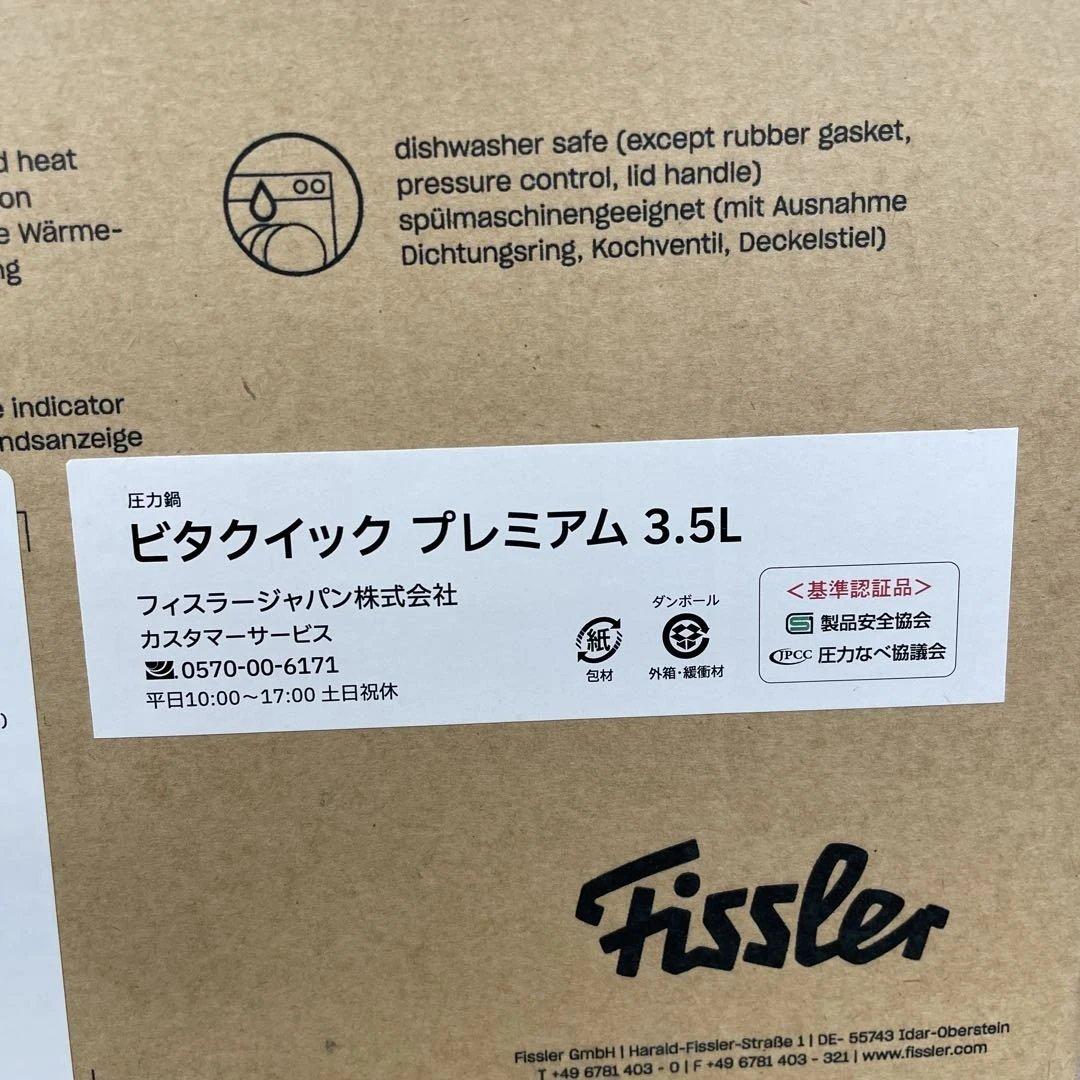 d heat
on
e Wärme-
ng
dishwasher safe (except rubber gasket,
pressure control, lid handle)
spülmaschinengeeignet (mit Ausnahme
Dichtungsring, Kochventil, Deckelstiel)
e indicator
ndsanzeige
圧力鍋
ビタクイック プレミアム 3.5L
フィスラージャパン株式会社
カスタマーサービス
0570-00-6171
平日10:00〜17:00 土日祝休
紙
包材
ダンボール
外箱・緩衝材
<基準認証品>
製品安全協会
JPCC 圧力なべ協議会
)
Fissler
Fissler GmbH | Harald-Fissler-Straße 1 | DE- 55743 Idar-Oberstein
T +49 6781 403 - 0 | F +49 6781 403 - 321 | www.fissler.com